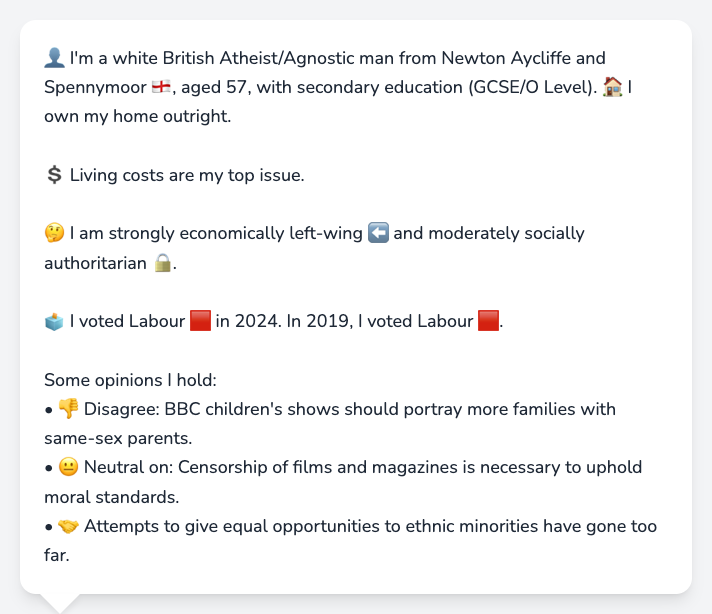 👤 I'm a white British Atheist/Agnostic man from Newton Aycliffe and
Spennymoor 🏴󠁧󠁢󠁥󠁮󠁧󠁿, aged 57, with secondary education (GCSE/O Level). 🏠 I
own my home outright.
💲 Living costs are my top issue.
🤔 I am strongly economically left-wing ⬅️ and moderately socially
authoritarian 🔒.
🗳️ I voted Labour 🟥 in 2024. In 2019, I voted Labour 🟥.
Some opinions I hold:
• 👎 Disagree: BBC children's shows should portray more families with
same-sex parents.
• 😐 Neutral on: Censorship of films and magazines is necessary to uphold
moral standards.
• 🤝 Attempts to give equal opportunities to ethnic minorities have gone too
far.